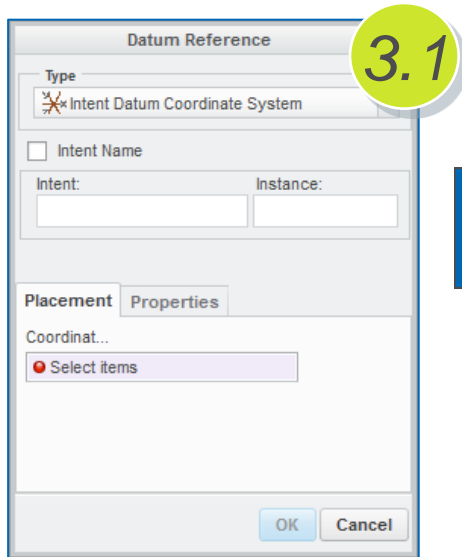 Datum Reference
3.1
Type
Intent Datum Coordinate System
Intent Name
Intent: Instance:
Placement Properties
Coordinat...
Select items
OK Cancel